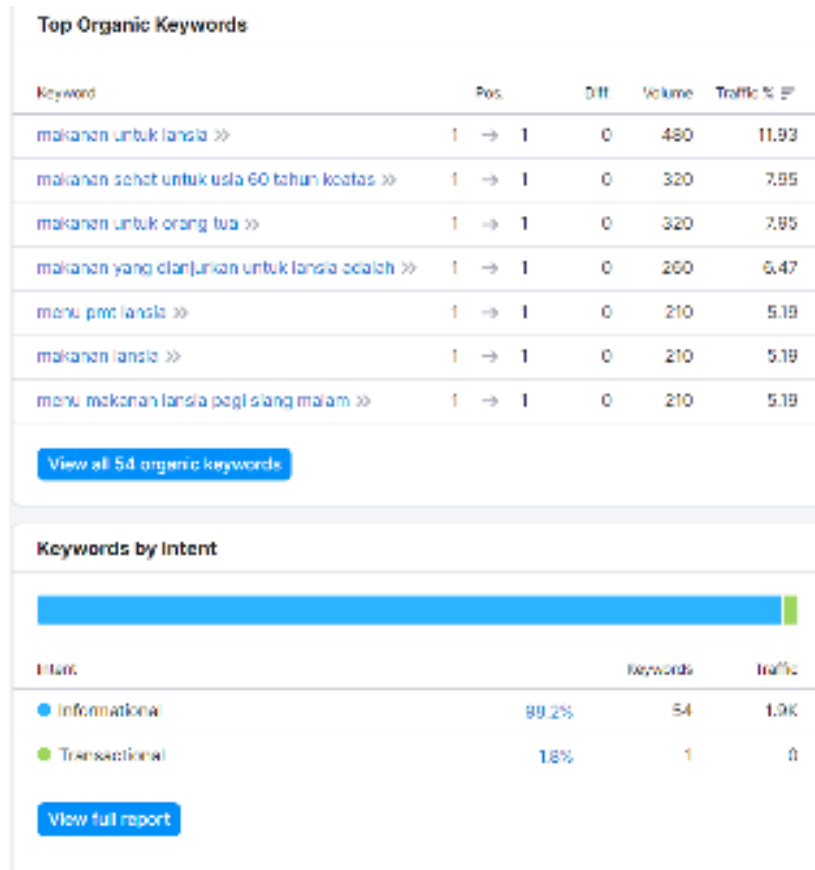 Top Organic Keywords
Keyword Pos. Diff. Volume Traffic %
makanan untuk lansia >> 1 → 1 0 480 11.93
makanan sehat untuk usia 60 tahun keatas >> 1 → 1 0 320 7.95
makanan untuk orang tua >> 1 → 1 0 320 7.95
makanan yang dianjurkan untuk lansia adalah >> 1 → 1 0 260 6.47
menu pmt lansia >> 1 → 1 0 210 5.19
makanan lansia >> 1 → 1 0 210 5.19
menu makanan lansia pagi siang malam >> 1 → 1 0 210 5.19
View all 54 organic keywords
Keywords by Intent
Intent Keywords Traffic
Informational 98.2% 54 1.9K
Transactional 1.8% 1 0
View full report